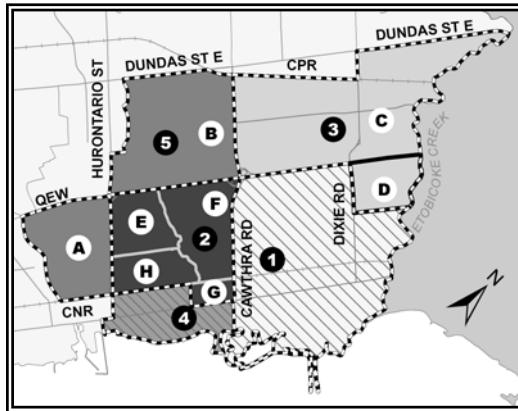 DUNDAS ST E
DUNDAS ST E
CPR
HURONTARIO ST
B
5
3
C
QEW
D
A
E
F
2
H
G
CAWTHRA RD
1
DIXIE RD
ETOBICOKE CREEK
CNR
4
N